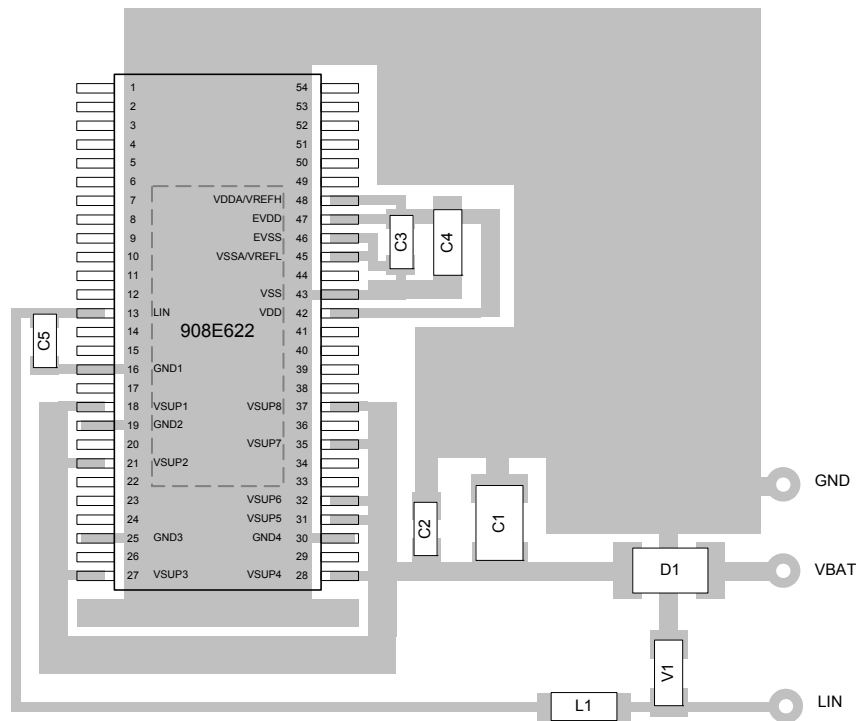 1 54
2 53
3 52
4 51
5 50
6 49
7 VDDA/VREFH 48
8 EVDD 47
9 EVSS 46
10 VSSA/VREFL 45
11 44
12 VSS 43
13 LIN VDD 42
14 908E622 41
15 40
16 GND1 39
17 38
18 VSUP1 VSUP8 37
19 GND2 36
20 VSUP7 35
21 VSUP2 34
22 33
23 VSUP6 32
24 VSUP5 31
25 GND3 GND4 30
26 29
27 VSUP3 VSUP4 28
C3
C4
C5
C2
C1
D1
V1
L1
GND
VBAT
LIN